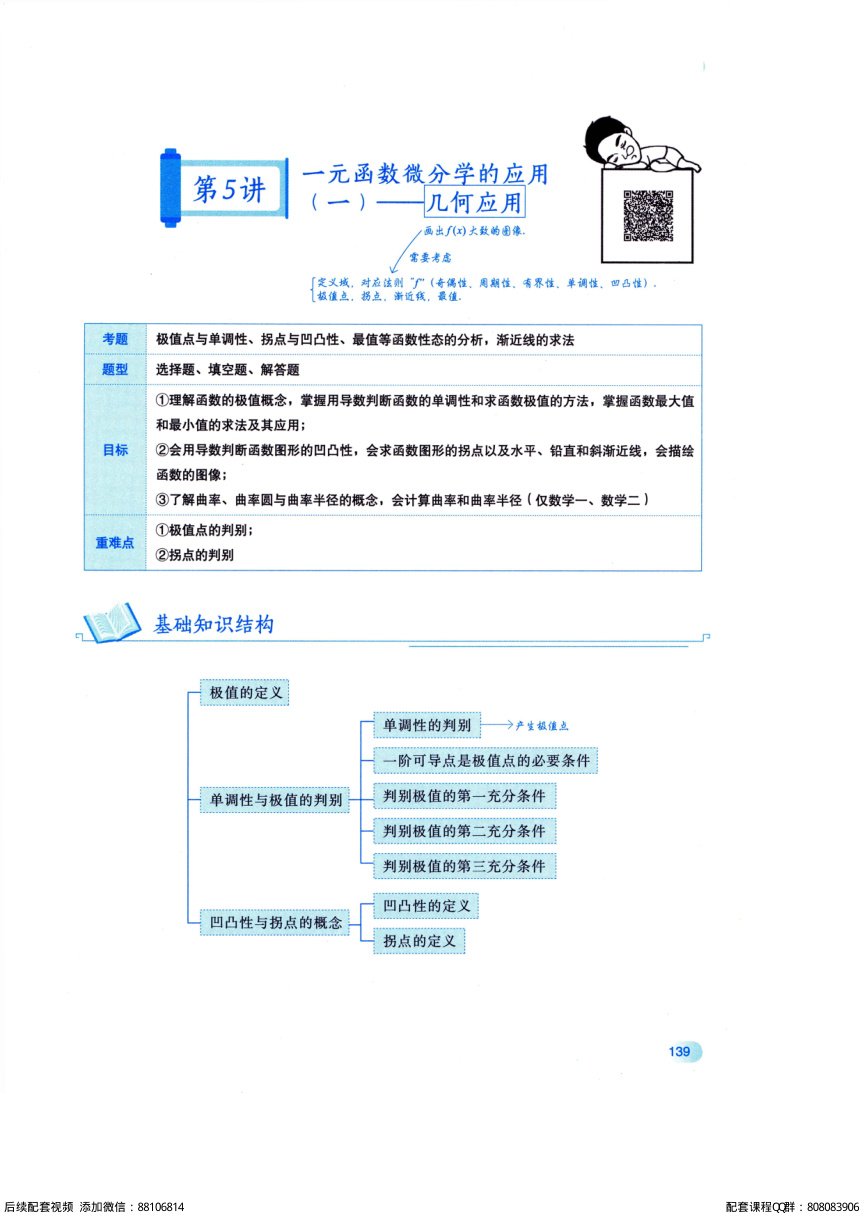 第5讲
一元函数微分学的应用
(一)——几何应用
画出f(x)大致的图像.
需要考虑
定义域, 对应法则“f”(奇偶性、周期性、有界性、单调性、凹凸性),
极值点, 拐点, 渐近线, 最值.
考题 极值点与单调性、拐点与凹凸性、最值等函数性态的分析，渐近线的求法
题型 选择题、填空题、解答题
目标
①理解函数的极值概念，掌握用导数判断函数的单调性和求函数极值的方法，掌握函数最大值
和最小值的求法及其应用；
②会用导数判断函数图形的凹凸性，会求函数图形的拐点以及水平、铅直和斜渐近线，会描绘
函数的图像；
③了解曲率、曲率圆与曲率半径的概念，会计算曲率和曲率半径（仅数学一、数学二）
重难点
①极值点的判别；
②拐点的判别
基础知识结构
极值的定义
单调性与极值的判别
单调性的判别
产生极值点
一阶可导点是极值点的必要条件
判别极值的第一充分条件
判别极值的第二充分条件
判别极值的第三充分条件
凹凸性与拐点的概念
凹凸性的定义
拐点的定义
139
后续配套视频 添加微信：88106814
配套课程QQ群：808083906